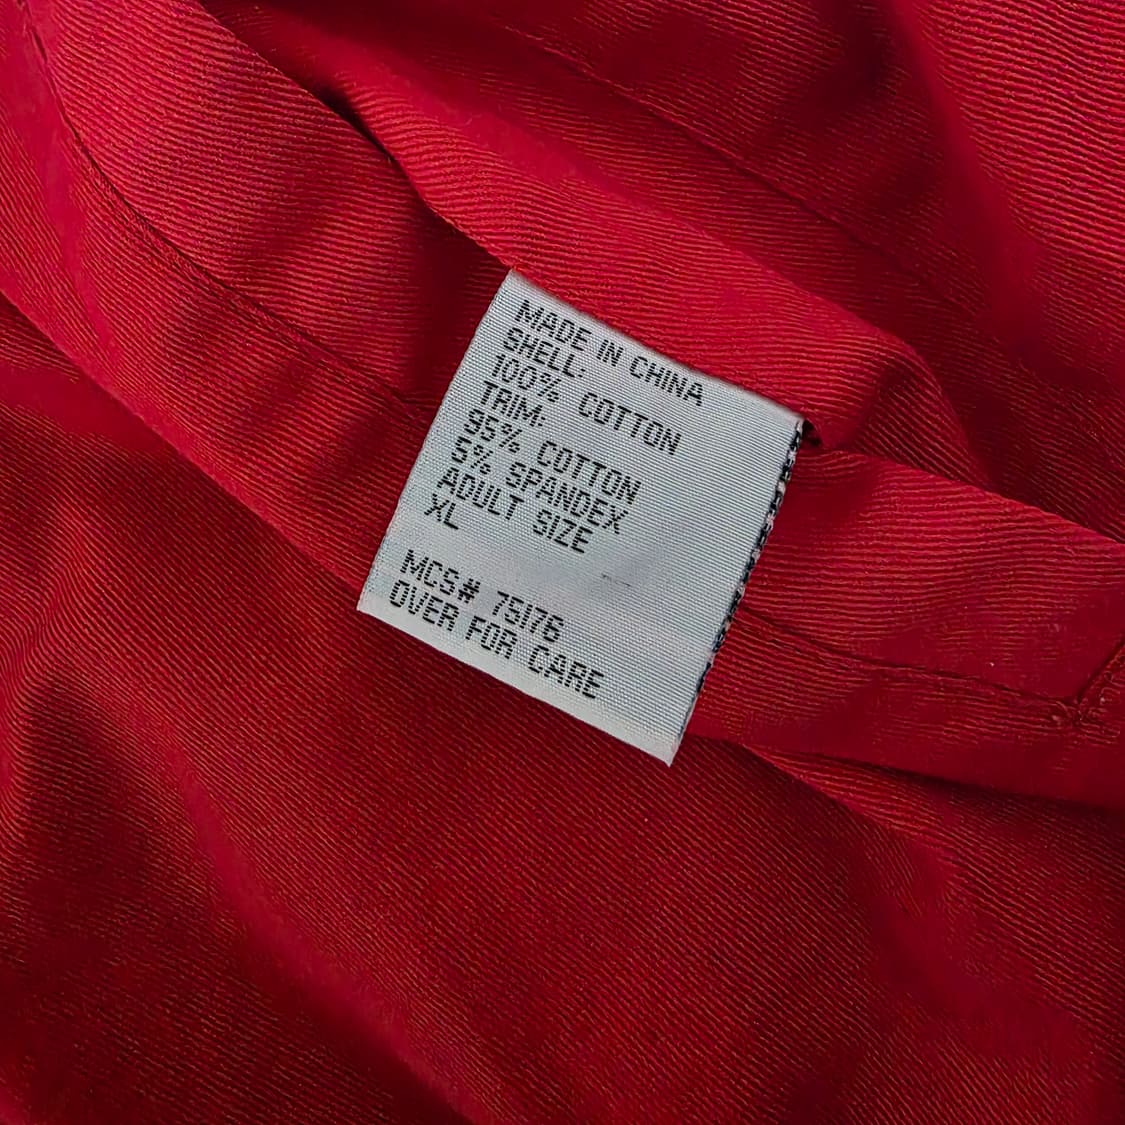 MADE IN CHINA
SHELL:
100% COTTON
TRIM:
95% COTTON
5% SPANDEX
ADULT SIZE
XL
MCS# 75176
OVER FOR CARE